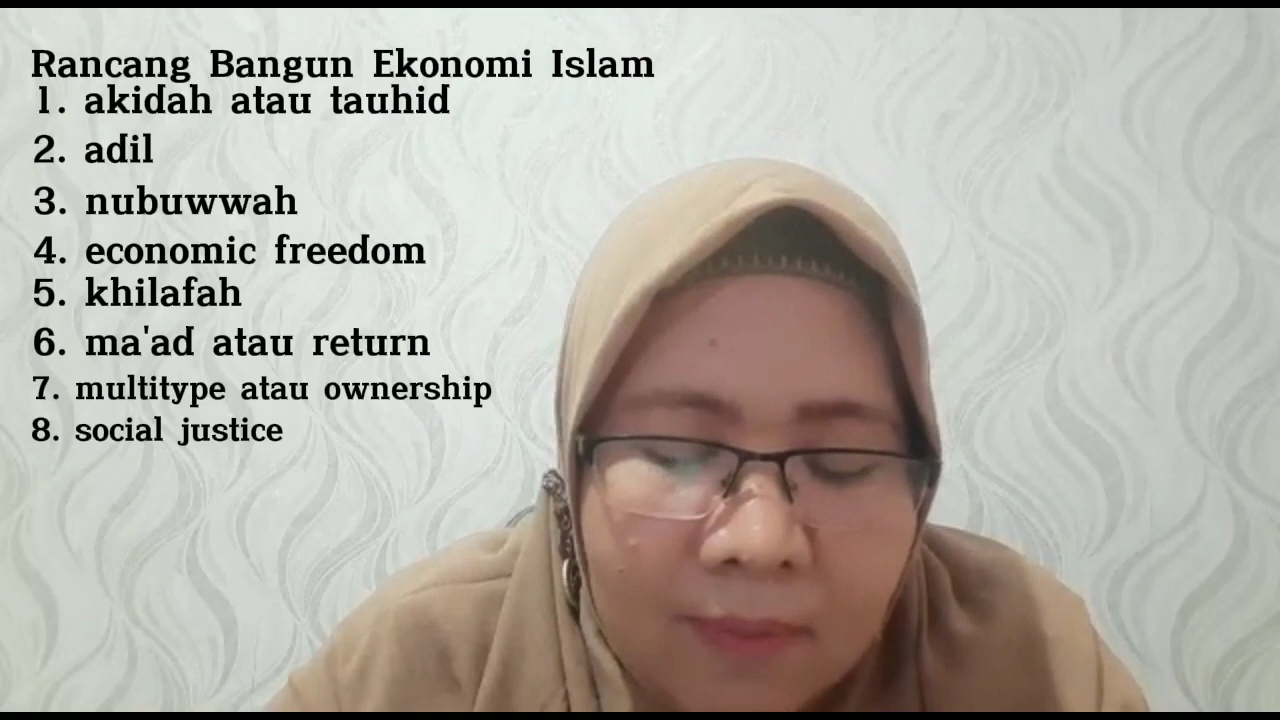 Rancang Bangun Ekonomi Islam
1. akidah atau tauhid
2. adil
3. nubuwwah
4. economic freedom
5. khilafah
6. ma'ad atau return
7. multitype atau ownership
8. social justice